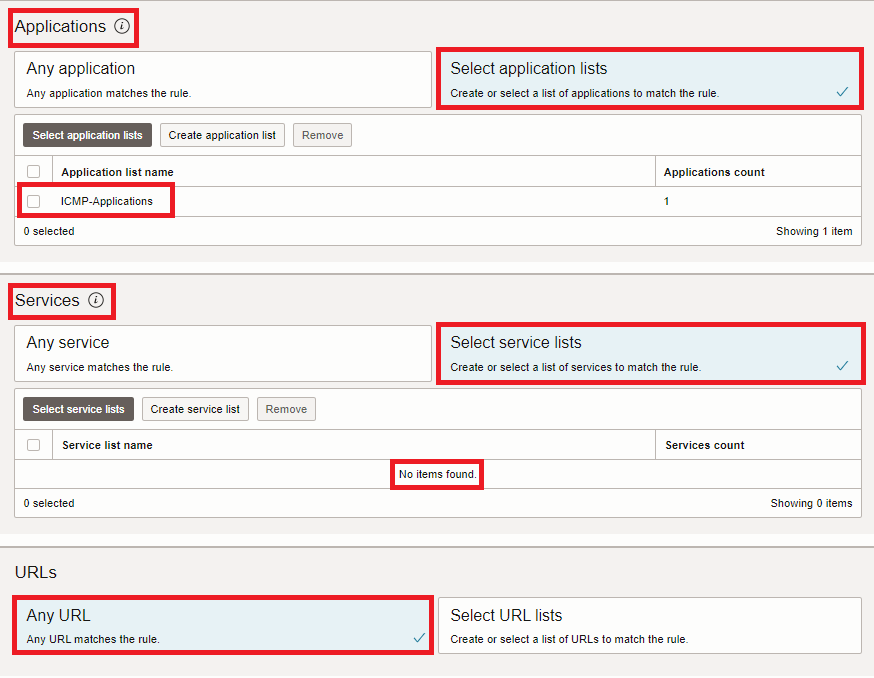 Applications i
Any application
Any application matches the rule.
Select application lists
Create or select a list of applications to match the rule.
Select application lists Create application list Remove
Application list name Applications count
ICMP-Applications 1
0 selected Showing 1 item
Services i
Any service
Any service matches the rule.
Select service lists
Create or select a list of services to match the rule.
Select service lists Create service list Remove
Service list name Services count
No items found.
0 selected Showing 0 items
URLs
Any URL
Any URL matches the rule.
Select URL lists
Create or select a list of URLs to match the rule.